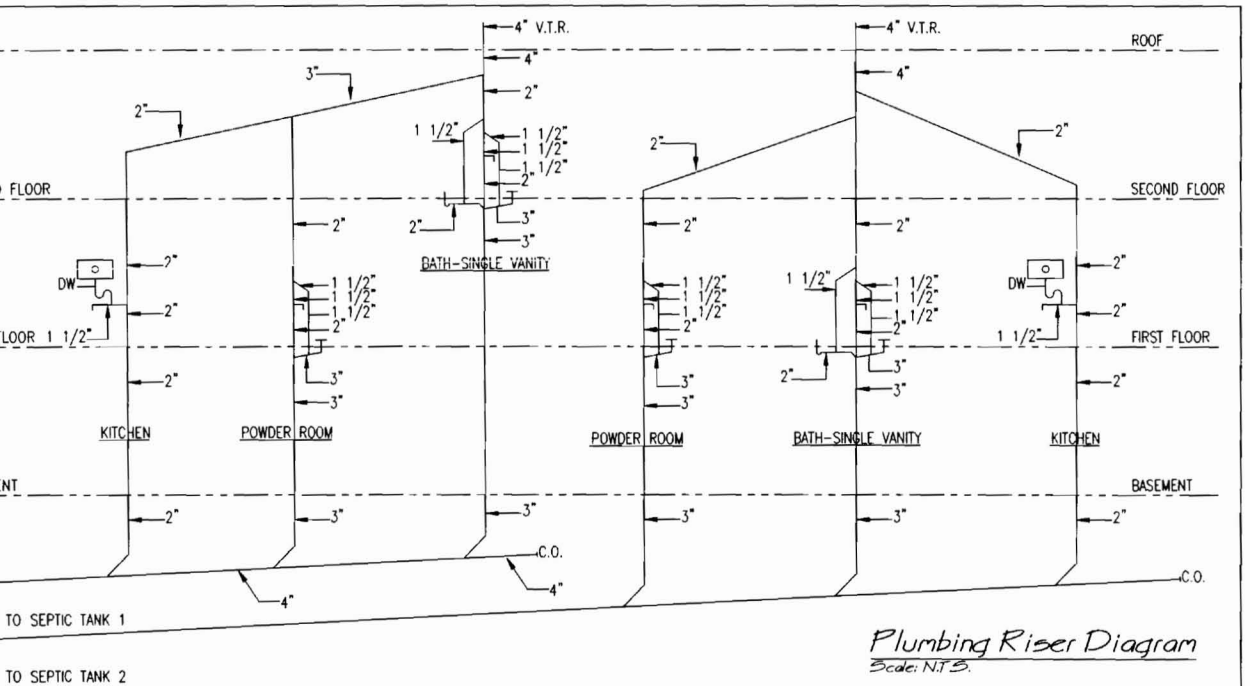 4" V.T.R.
4" V.T.R.
ROOF
4"
3"
4"
2"
2"
1 1/2"
1 1/2"
1 1/2"
1 1/2"
2"
2"
2"
FLOOR
SECOND FLOOR
2"
3"
2"
3"
2"
2"
BATH-SINGLE VANITY
2"
2"
DW
1 1/2"
1 1/2"
1 1/2"
1 1/2"
1 1/2"
1 1/2"
1 1/2"
1 1/2"
1 1/2"
1 1/2"
DW
2"
2"
2"
2"
2"
FLOOR 1 1/2"
1 1/2"
FIRST FLOOR
2"
3"
3"
2"
3"
2"
3"
3"
3"
KITCHEN
POWDER ROOM
POWDER ROOM
BATH-SINGLE VANITY
KITCHEN
BASEMENT
2"
3"
3"
3"
3"
2"
C.O.
C.O.
4"
4"
TO SEPTIC TANK 1
Plumbing Riser Diagram
Scale: N.T.S.
TO SEPTIC TANK 2